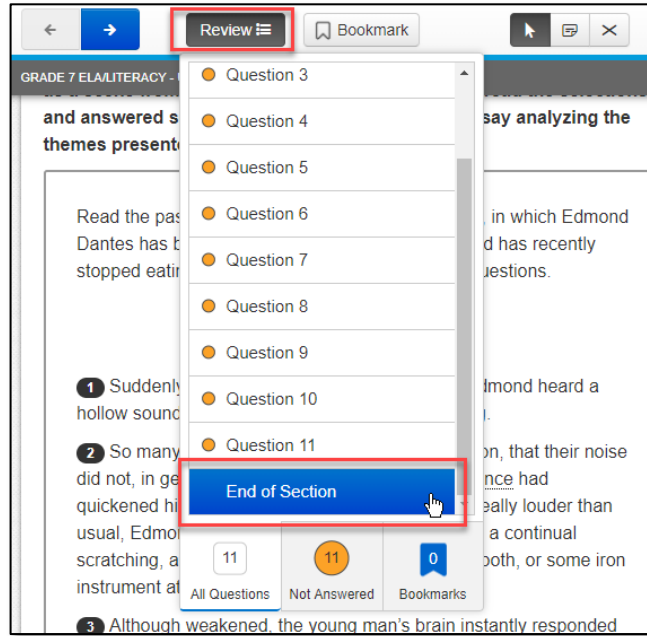 Review
Bookmark
GRADE 7 ELA/LITERACY -
and answered s
say analyzing the
themes present
Question 3
Question 4
Question 5
Question 6
Question 7
Question 8
Question 9
Question 10
Question 11
End of Section
11
All Questions
11
Not Answered
0
Bookmarks
Read the pas
, in which Edmond
Dantes has b
d has recently
stopped eatin
uestions.
1 Suddenly
dmond heard a
hollow sound
2 So many
on, that their noise
did not, in ge
nce had
quickened hi
eally louder than
usual, Edmo
a continual
scratching, a
ooth, or some iron
instrument at
3 Although weakened, the young man's brain instantly responded